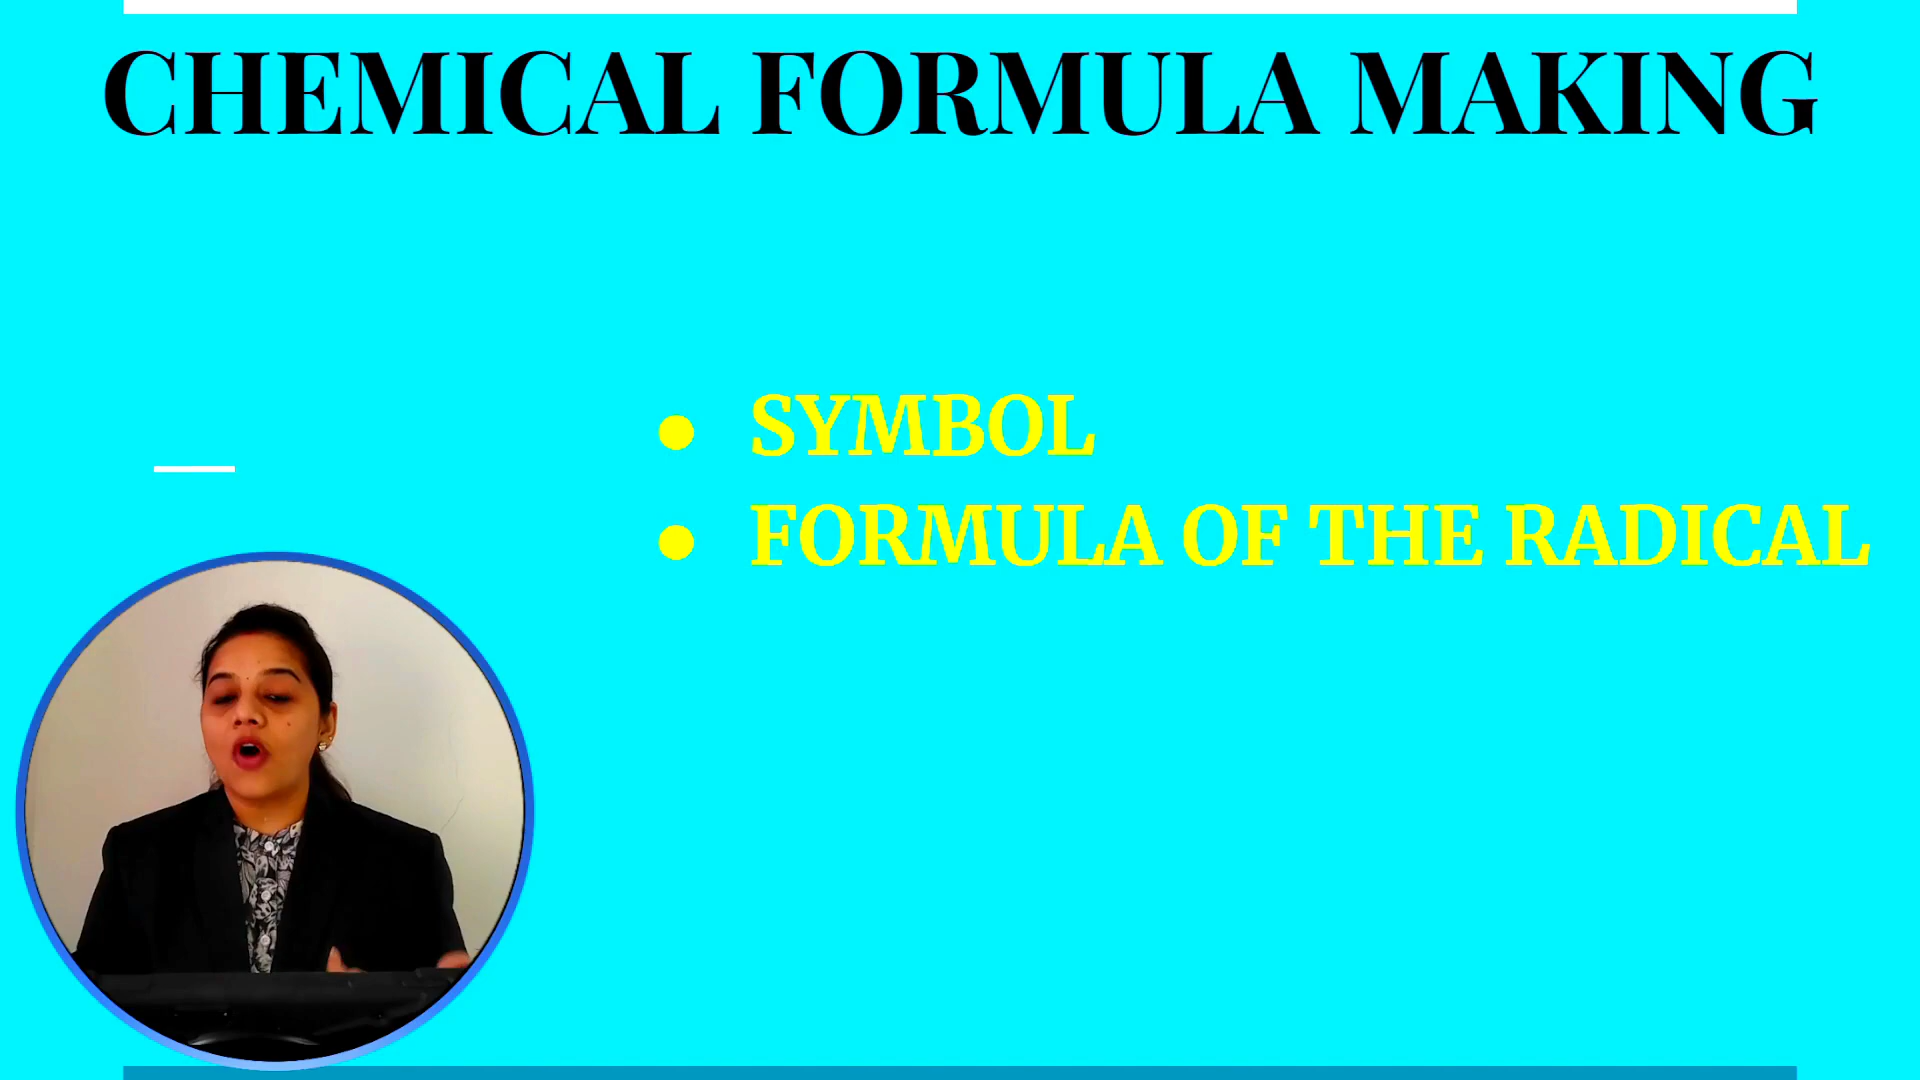 CHEMICAL FORMULA MAKING
● SYMBOL
● FORMULA OF THE RADICAL